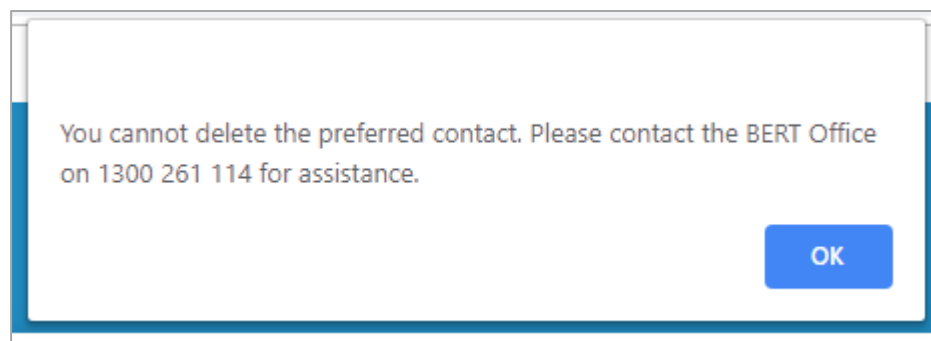 You cannot delete the preferred contact. Please contact the BERT Office
on 1300 261 114 for assistance.
OK